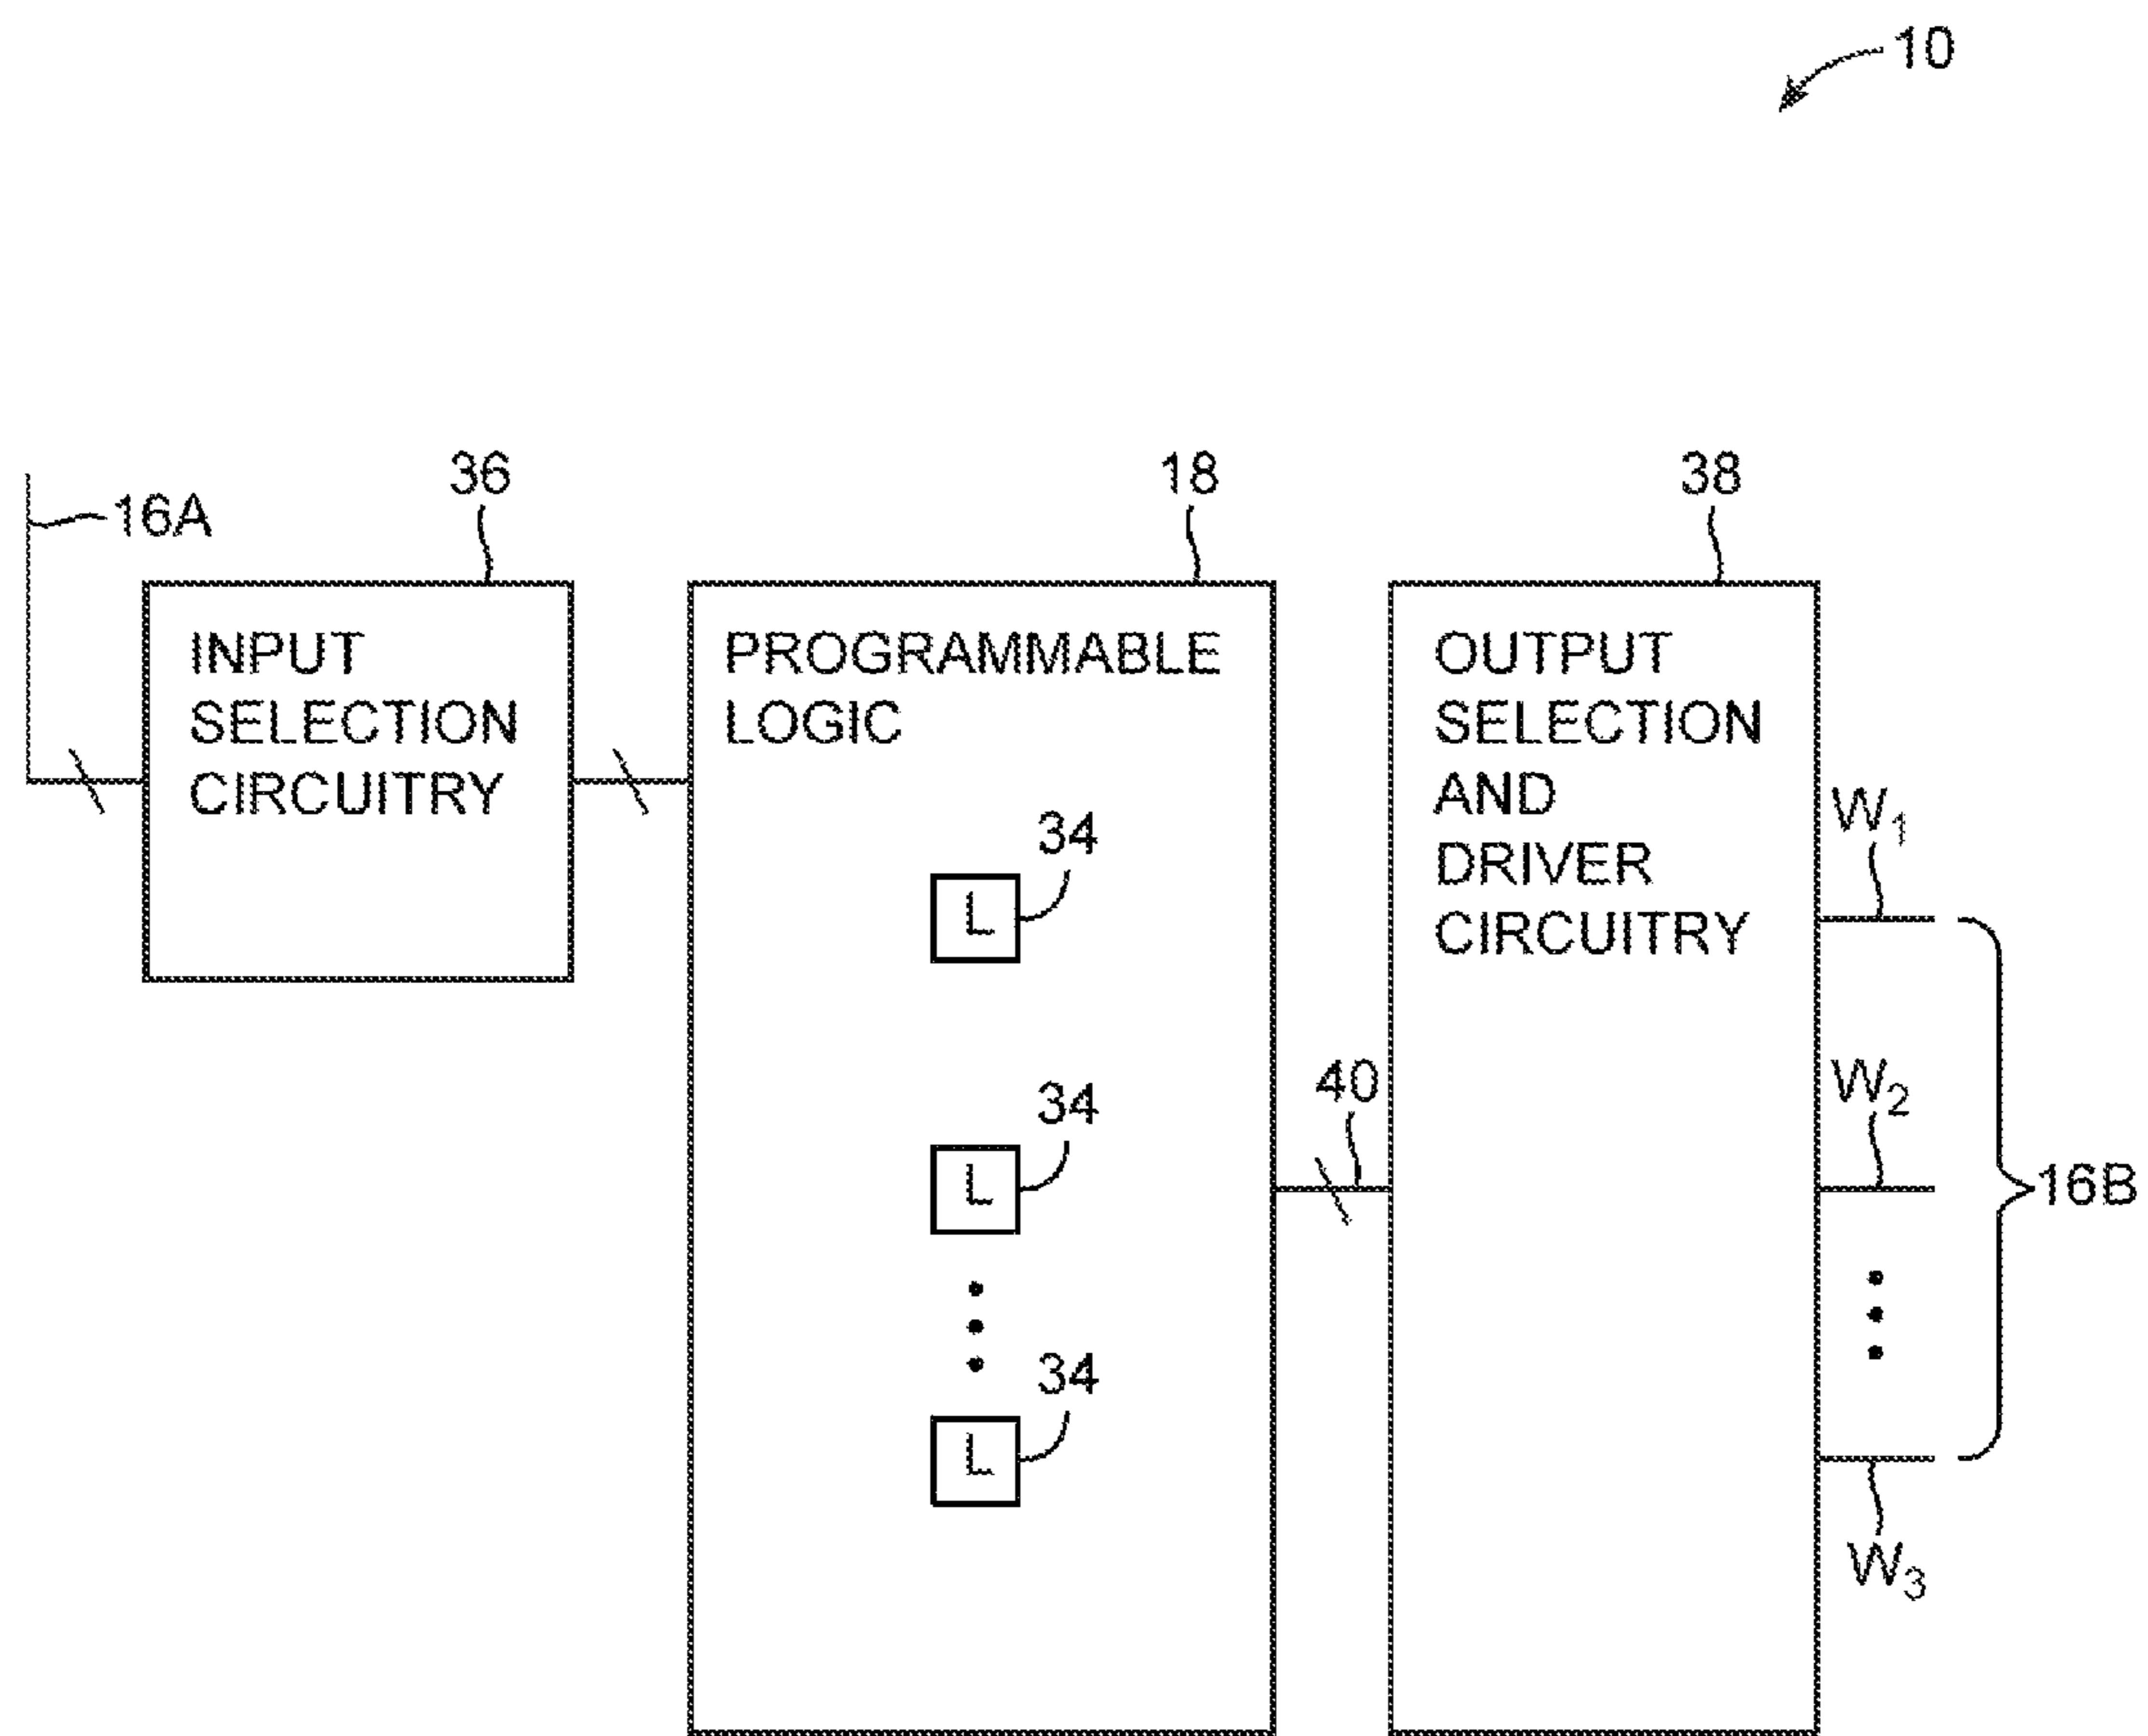 10
36
18
38
16A
INPUT
SELECTION
CIRCUITRY
PROGRAMMABLE
LOGIC
OUTPUT
SELECTION
AND
DRIVER
CIRCUITRY
W1
34
L
34
L
40
W2
16B
34
L
W3